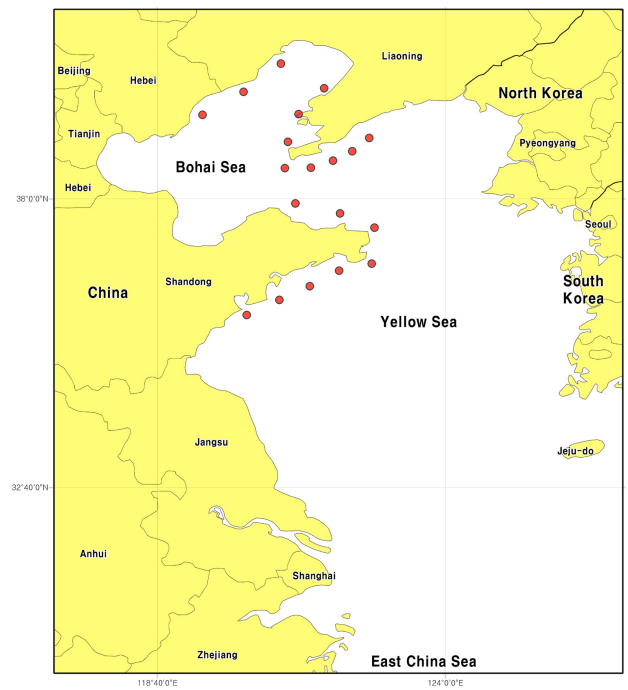 Liaoning
Beijing
Hebei
North Korea
Tianjin
Pyeongyang
Bohai Sea
Hebei
38°0'0"N
Seoul
Shandong
China
South
Korea
Yellow Sea
Jangsu
Jeju-do
32°40'0"N
Anhui
Shanghai
Zhejiang
East China Sea
118°40'0"E
124°0'0"E